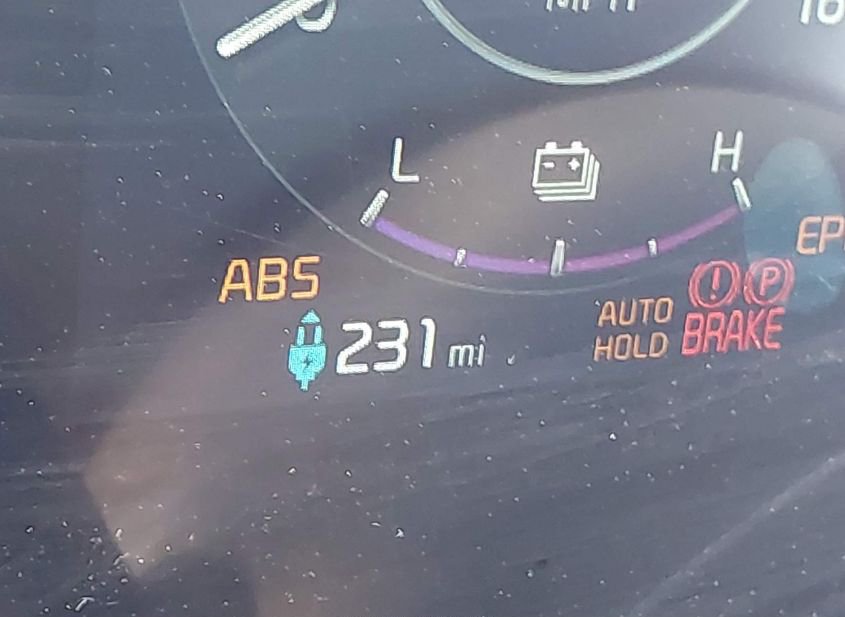 L
H
ABS
231 mi
AUTO
HOLD
P
BRAKE